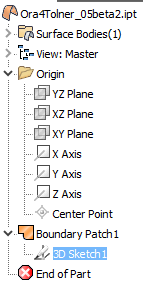 Ora4Tolner_05beta2.ipt
Surface Bodies(1)
View: Master
Origin
YZ Plane
XZ Plane
XY Plane
X Axis
Y Axis
Z Axis
Center Point
Boundary Patch1
3D Sketch1
End of Part